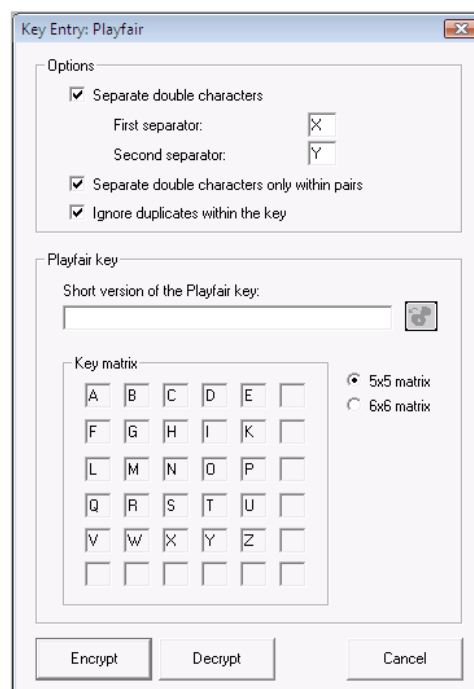 Key Entry: Playfair
Options
Separate double characters
First separator: X
Second separator: Y
Separate double characters only within pairs
Ignore duplicates within the key
Playfair key
Short version of the Playfair key:
Key matrix
A B C D E
5x5 matrix
F G H I K
6x6 matrix
L M N O P
Q R S T U
V W X Y Z
Encrypt Decrypt Cancel